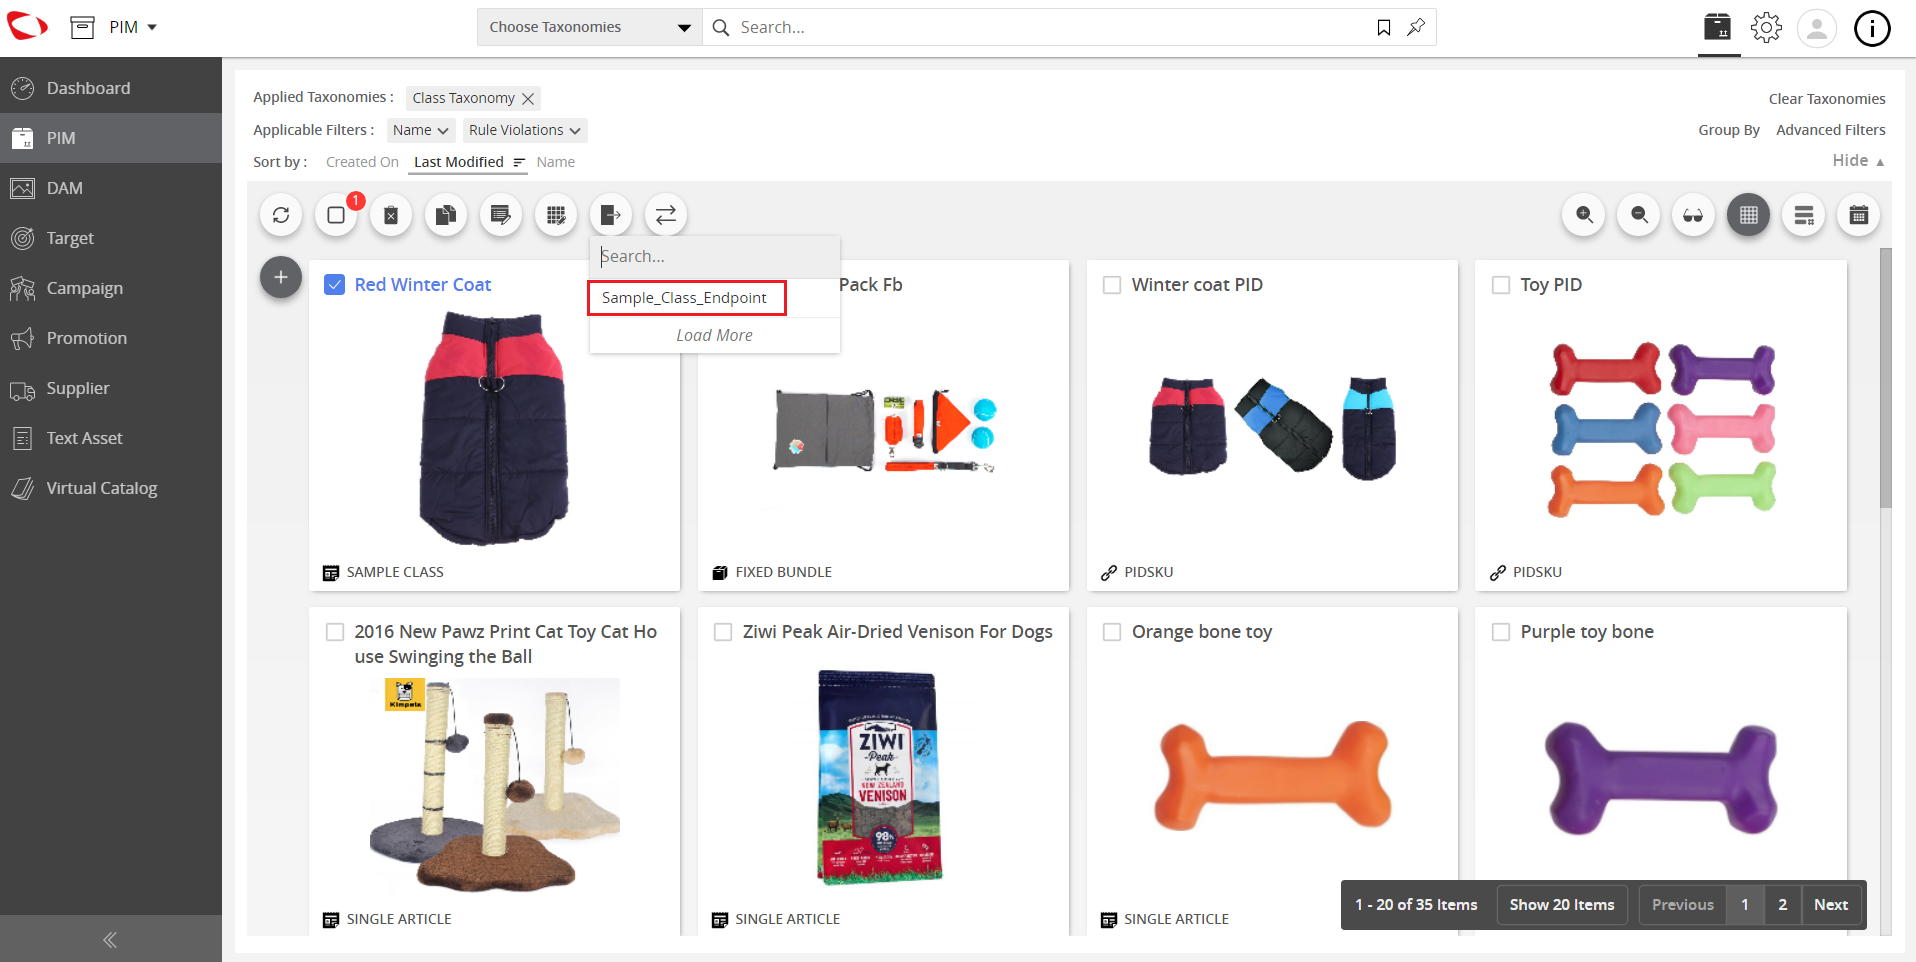 PIM
Choose Taxonomies
Search...
Dashboard
PIM
DAM
Target
Campaign
Promotion
Supplier
Text Asset
Virtual Catalog
Applied Taxonomies :
Class Taxonomy
Clear Taxonomies
Applicable Filters :
Name
Rule Violations
Group By
Advanced Filters
Sort by :
Created On
Last Modified
Name
Hide
1
Search...
Sample_Class_Endpoint
Load More
Red Winter Coat
SAMPLE CLASS
Pack Fb
FIXED BUNDLE
Winter coat PID
PIDSKU
Toy PID
PIDSKU
2016 New Pawz Print Cat Toy Cat Ho
use Swinging the Ball
Kimpets
SINGLE ARTICLE
Ziwi Peak Air-Dried Venison For Dogs
ZIWI
Peak
NEW ZEALAND
VENISON
98%
SINGLE ARTICLE
Orange bone toy
SINGLE ARTICLE
Purple toy bone
1 - 20 of 35 Items
Show 20 Items
Previous
1
2
Next